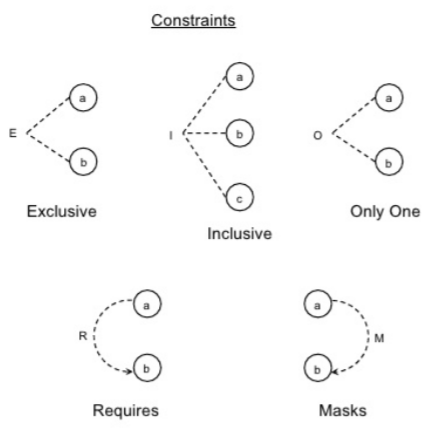 Constraints
a
E
b
Exclusive
a
I
b
c
Inclusive
a
O
b
Only One
a
R
b
Requires
a
M
b
Masks